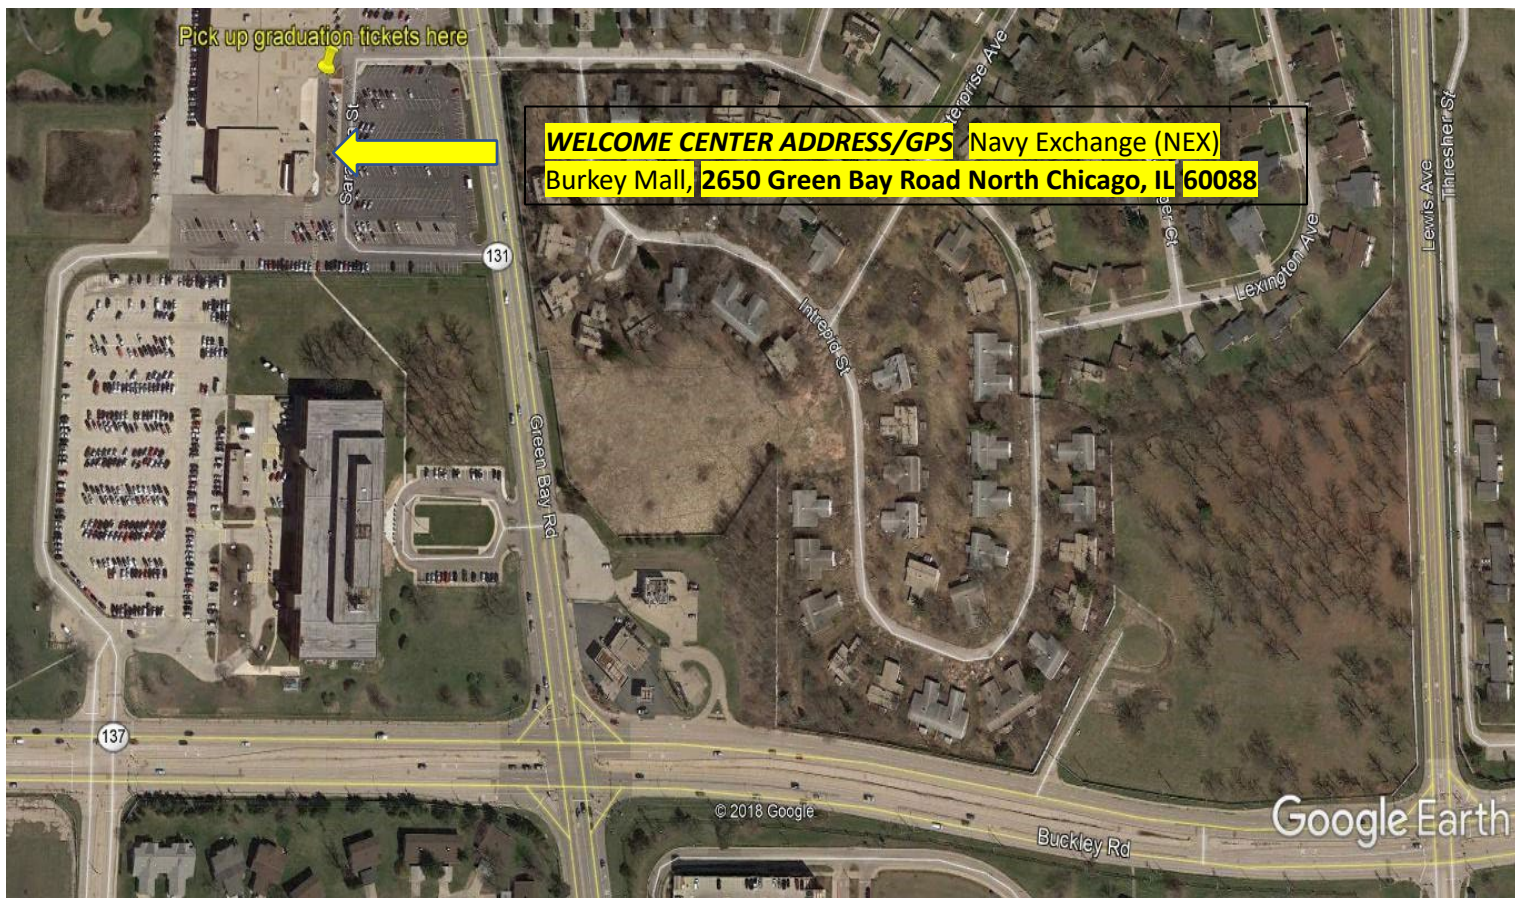 Pick up graduation tickets here
WELCOME CENTER ADDRESS/GPS Navy Exchange (NEX)
Burkey Mall, 2650 Green Bay Road North Chicago, IL 60088
131
Intrepid St
Lexington Ave
Lewis Ave
Thresher St
Green Bay Rd
137
© 2018 Google
Buckley Rd
Google Earth